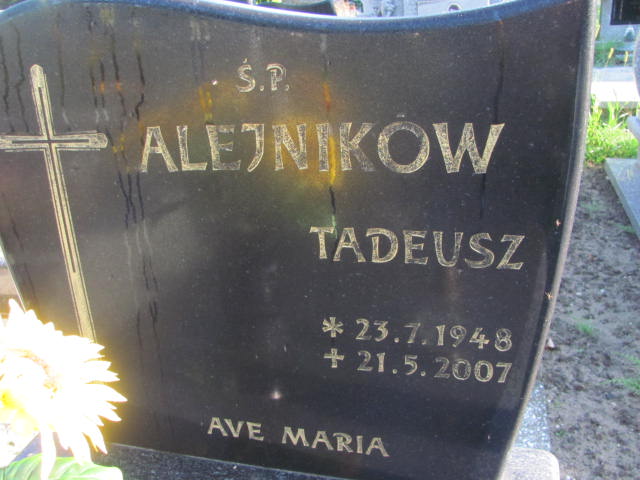 Ś.P.
ALEJNIKÓW
TADEUSZ
* 23.7.1948
+ 21.5.2007
AVE MARIA